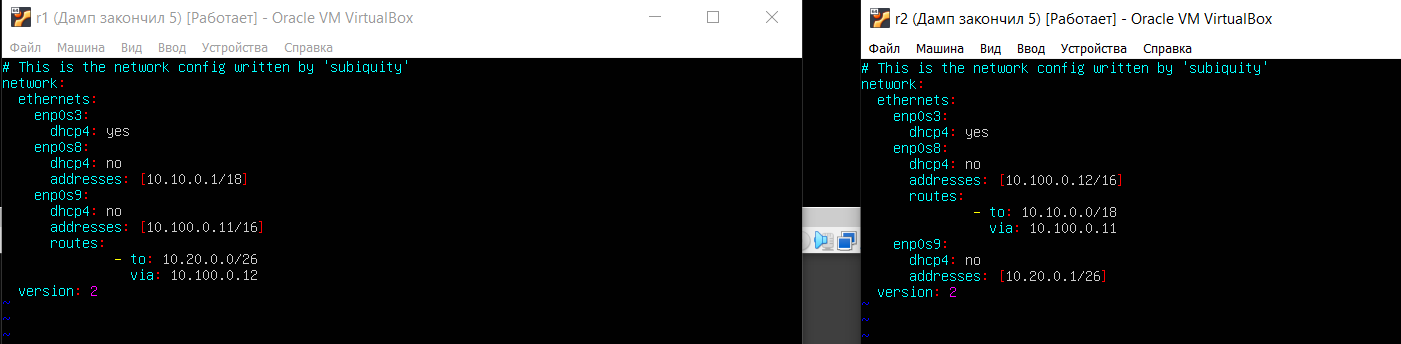 r1 (Дамп закончил 5) [Работает] - Oracle VM VirtualBox
Файл Машина Вид Ввод Устройства Справка
# This is the network config written by 'subiquity'
network:
  ethernets:
    enp0s3:
      dhcp4: yes
    enp0s8:
      dhcp4: no
      addresses: [10.10.0.1/18]
    enp0s9:
      dhcp4: no
      addresses: [10.100.0.11/16]
      routes:
              - to: 10.20.0.0/26
                via: 10.100.0.12
  version: 2
~
~
~
r2 (Дамп закончил 5) [Работает] - Oracle VM VirtualBox
Файл Машина Вид Ввод Устройства Справка
# This is the network config written by 'subiquity'
network:
  ethernets:
    enp0s3:
      dhcp4: yes
    enp0s8:
      dhcp4: no
      addresses: [10.100.0.12/16]
      routes:
              - to: 10.10.0.0/18
                via: 10.100.0.11
    enp0s9:
      dhcp4: no
      addresses: [10.20.0.1/26]
  version: 2
~
~
~